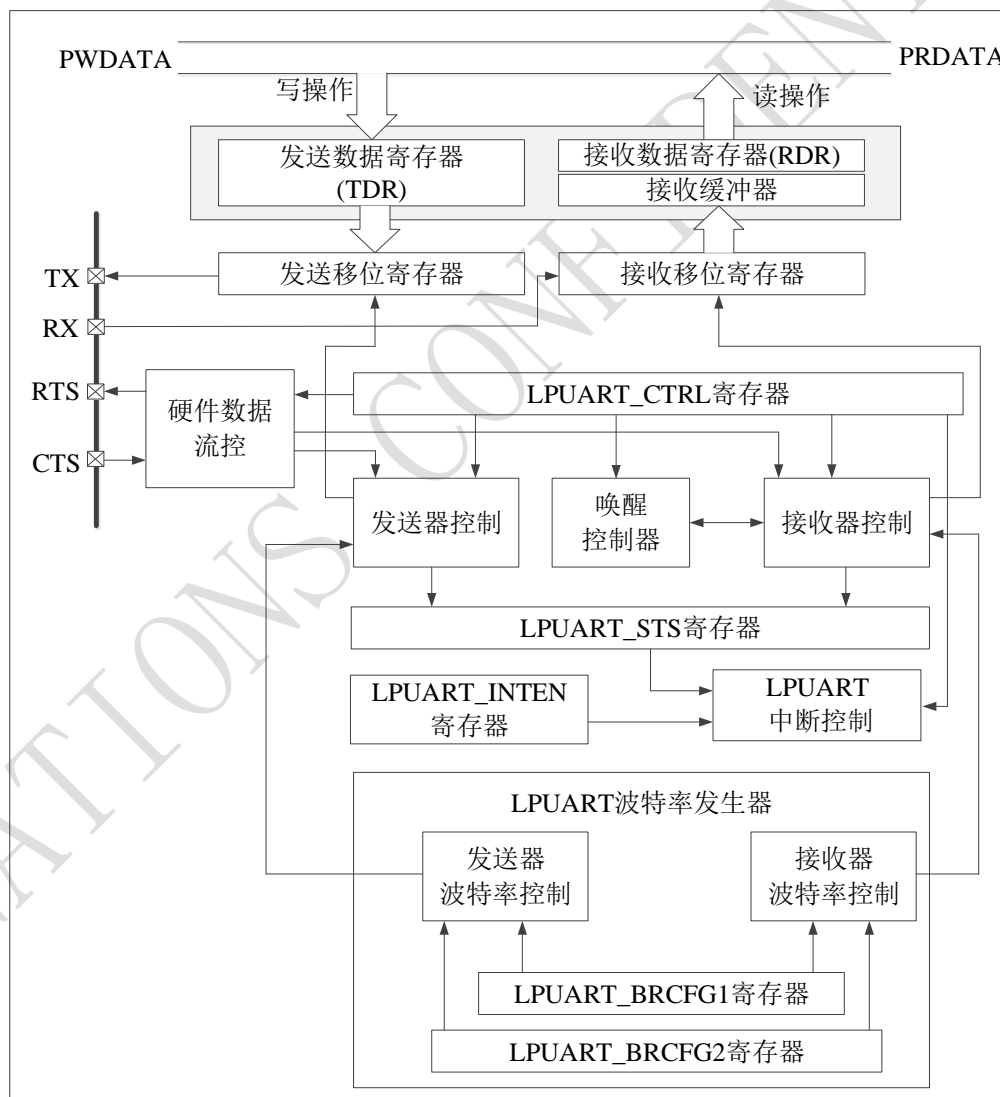 PWDATA
PRDATA
写操作
读操作
发送数据寄存器
(TDR)
接收数据寄存器(RDR)
接收缓冲器
TX
发送移位寄存器
接收移位寄存器
RX
RTS
硬件数据
流控
LPUART_CTRL寄存器
CTS
发送器控制
唤醒
控制器
接收器控制
LPUART_STS寄存器
LPUART_INTEN
寄存器
LPUART
中断控制
LPUART波特率发生器
发送器
波特率控制
接收器
波特率控制
LPUART_BRCFG1寄存器
LPUART_BRCFG2寄存器
ATIONS CONFIDEN